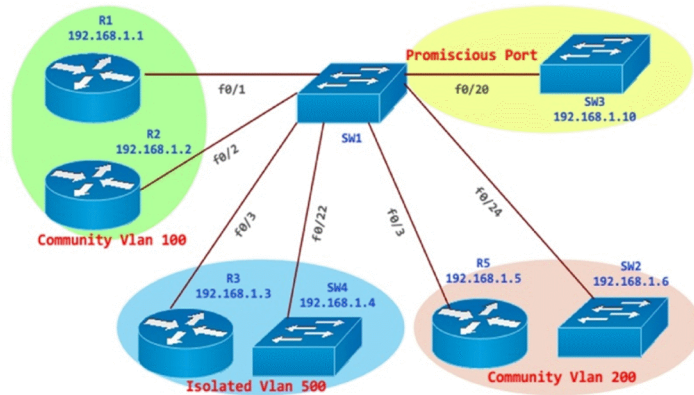 R1
192.168.1.1
Promiscious Port
f0/1
f0/20
SW3
192.168.1.10
R2
192.168.1.2
SW1
f0/2
Community Vlan 100
f0/3
f0/22
f0/3
f0/24
R3
192.168.1.3
SW4
192.168.1.4
R5
192.168.1.5
SW2
192.168.1.6
Isolated Vlan 500
Community Vlan 200